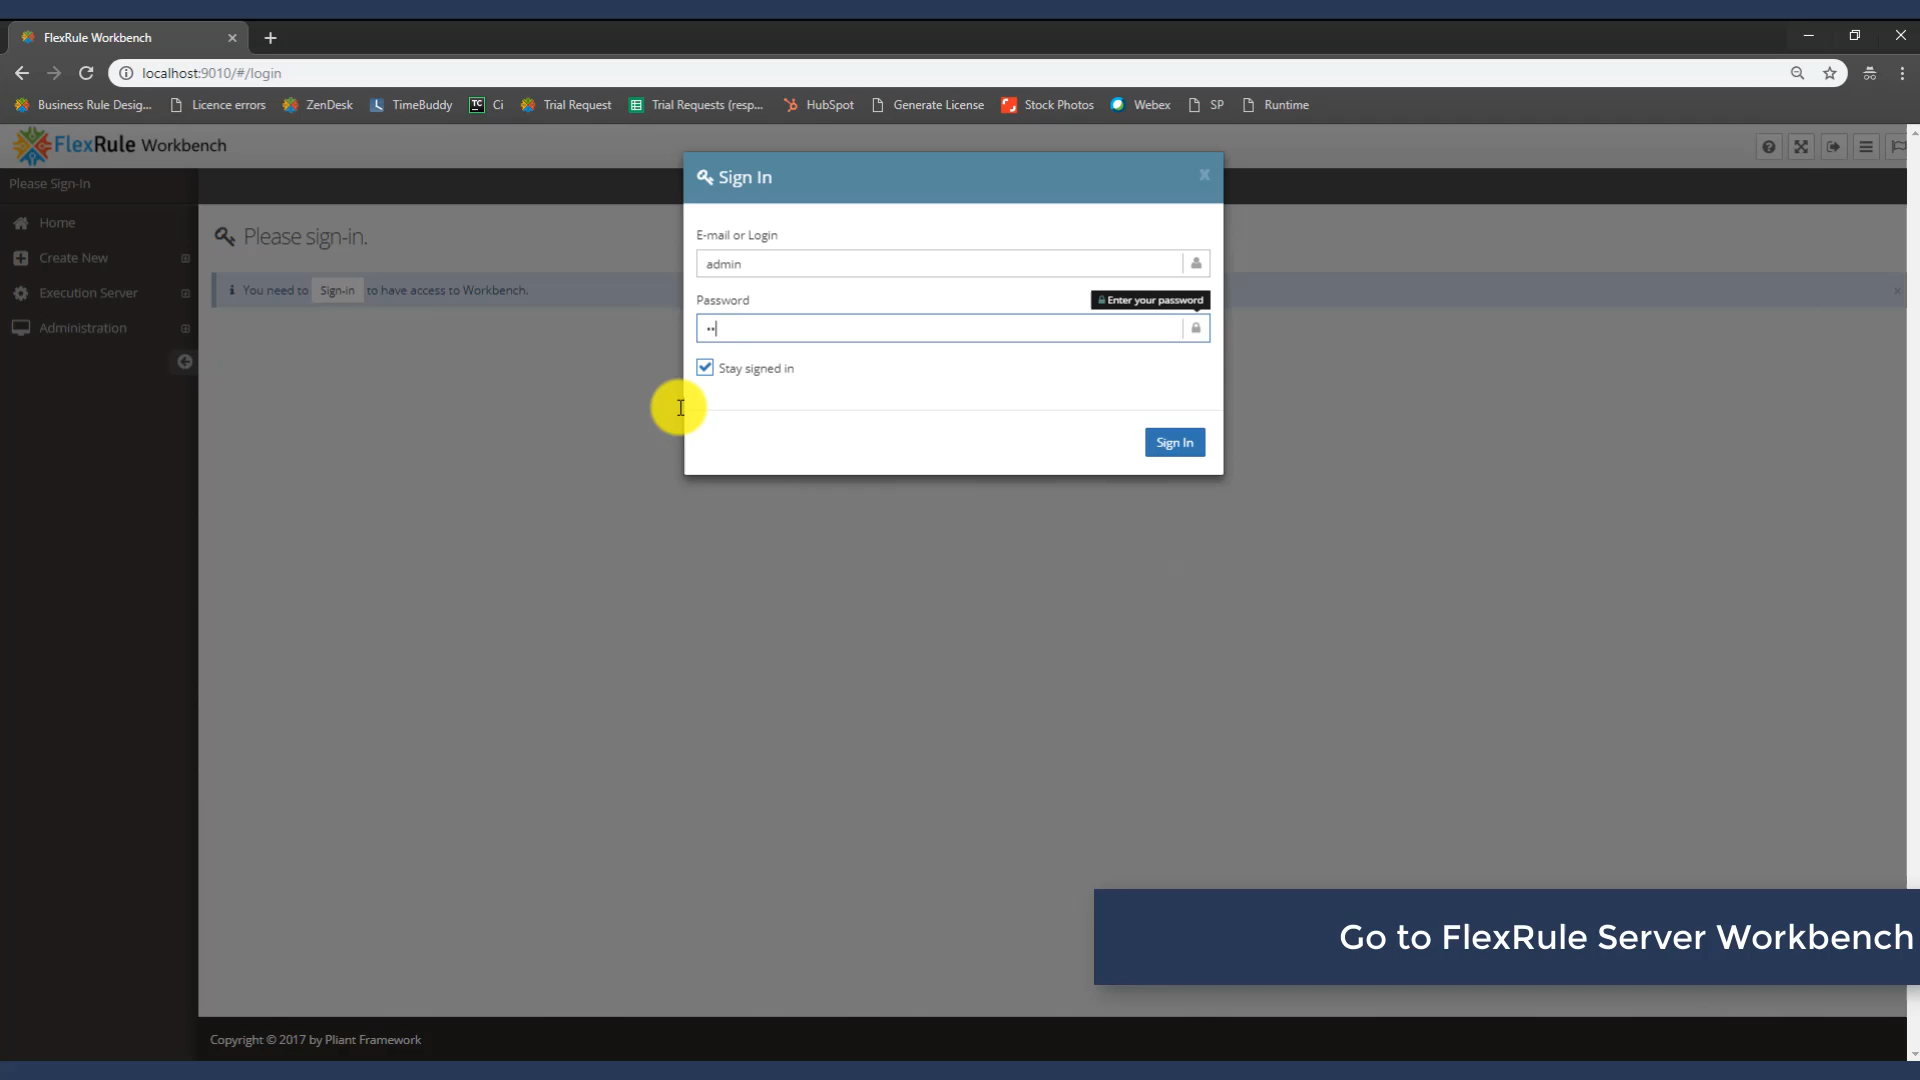 FlexRule Workbench
localhost:9010/#/login
Business Rule Desig...
Licence errors
ZenDesk
TimeBuddy
TC
Ci
Trial Request
Trial Requests (resp...
HubSpot
Generate License
Stock Photos
Webex
SP
Runtime
FlexRule Workbench
Please Sign-In
Home
Create New
Execution Server
Administration
Please sign-in.
You need to Sign-in to have access to Workbench.
Sign In
x
E-mail or Login
admin
Password
Enter your password
••
Stay signed in
Sign In
Go to FlexRule Server Workbench
Copyright © 2017 by Pliant Framework